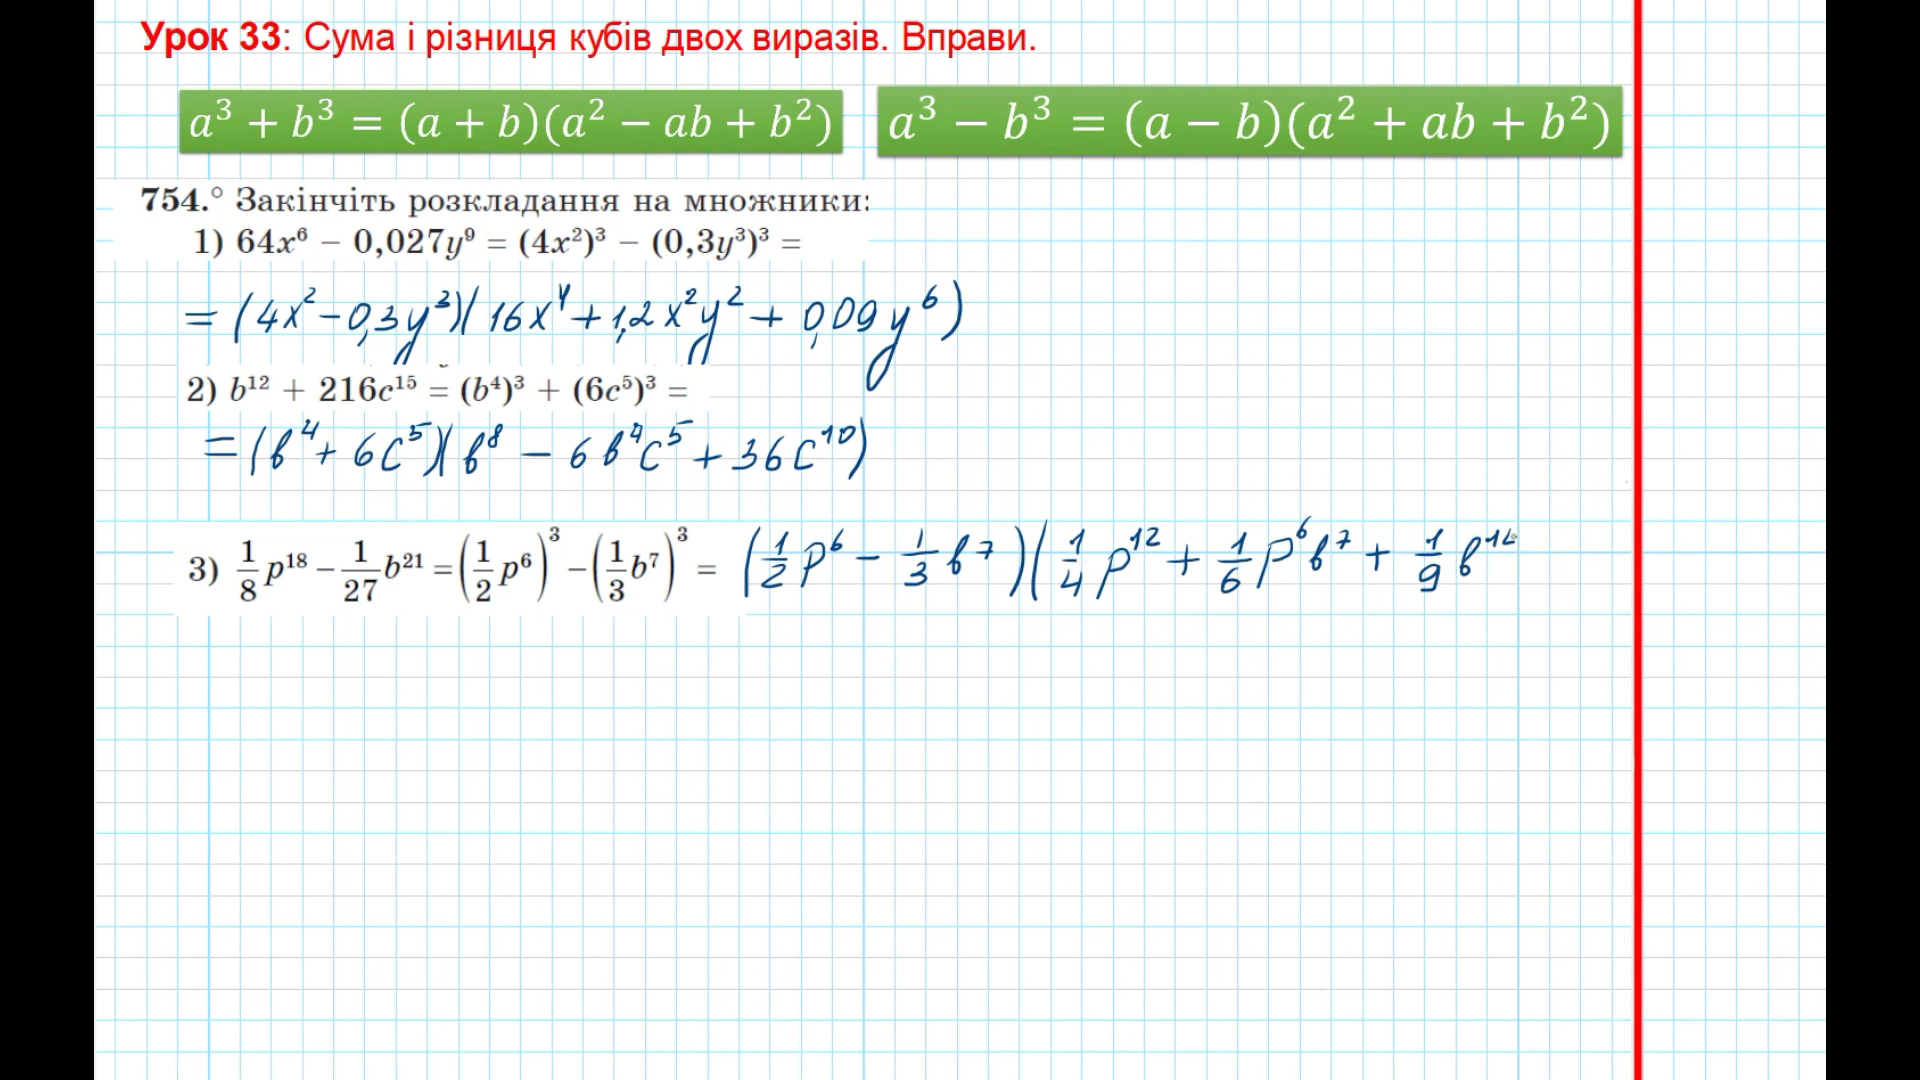 Урок 33: Сума і різниця кубів двох виразів. Вправи.
a³ + b³ = (a + b)(a² − ab + b²) a³ − b³ = (a − b)(a² + ab + b²)
754.° Закінчіть розкладання на множники:
1) 64x⁶ − 0,027y⁹ = (4x²)³ − (0,3y³)³ =
= (4x² − 0,3y³)(16x⁴ + 1,2x²y² + 0,09y⁶)
2) b¹² + 216c¹⁵ = (b⁴)³ + (6c⁵)³ =
= (b⁴ + 6c⁵)(b⁸ − 6b⁴c⁵ + 36c¹⁰)
3) 1/8 p¹⁸ − 1/27 b²¹ = (1/2 p⁶)³ − (1/3 b⁷)³ = (1/2 p⁶ − 1/3 b⁷)(1/4 p¹² + 1/6 p⁶b⁷ + 1/9 b¹⁴